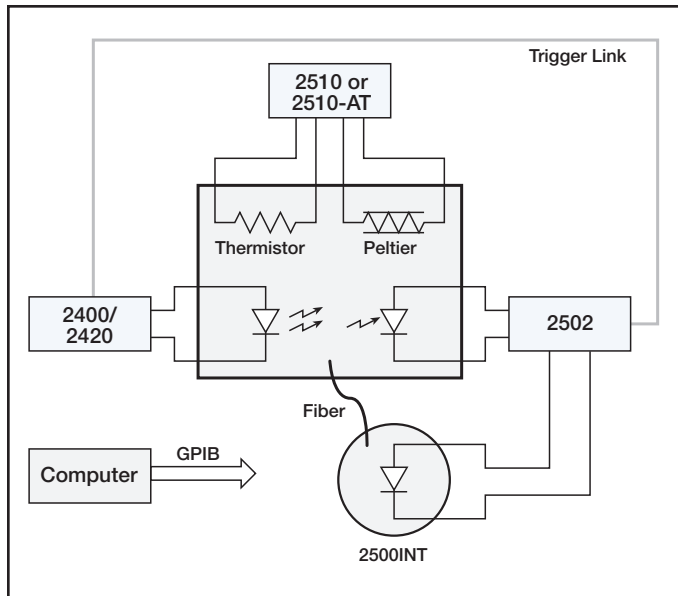 Trigger Link
2510 or
2510-AT
Thermistor
Peltier
2400/
2420
2502
Fiber
GPIB
Computer
2500INT